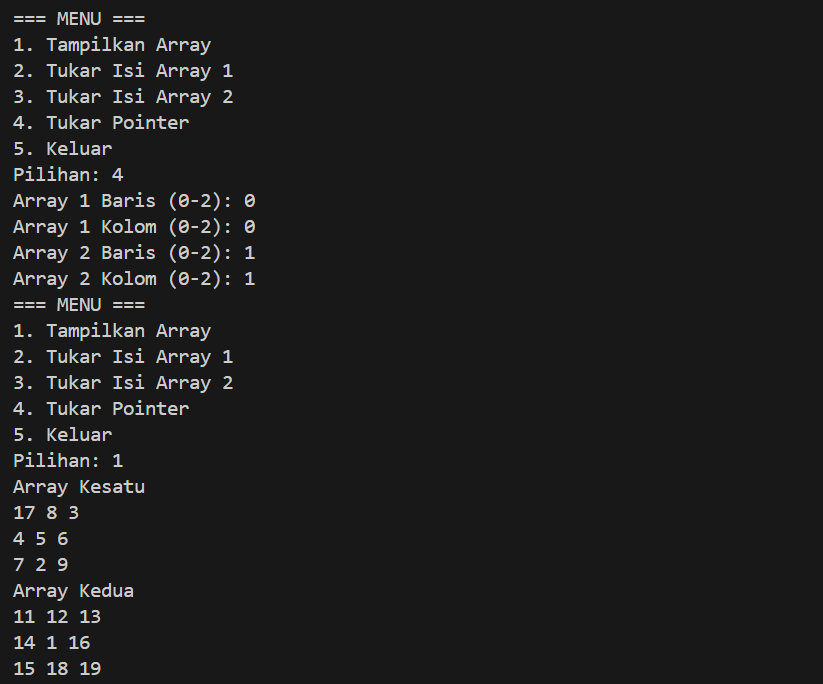 === MENU ===
1. Tampilkan Array
2. Tukar Isi Array 1
3. Tukar Isi Array 2
4. Tukar Pointer
5. Keluar
Pilihan: 4
Array 1 Baris (0-2): 0
Array 1 Kolom (0-2): 0
Array 2 Baris (0-2): 1
Array 2 Kolom (0-2): 1
=== MENU ===
1. Tampilkan Array
2. Tukar Isi Array 1
3. Tukar Isi Array 2
4. Tukar Pointer
5. Keluar
Pilihan: 1
Array Kesatu
17 8 3
4 5 6
7 2 9
Array Kedua
11 12 13
14 1 16
15 18 19